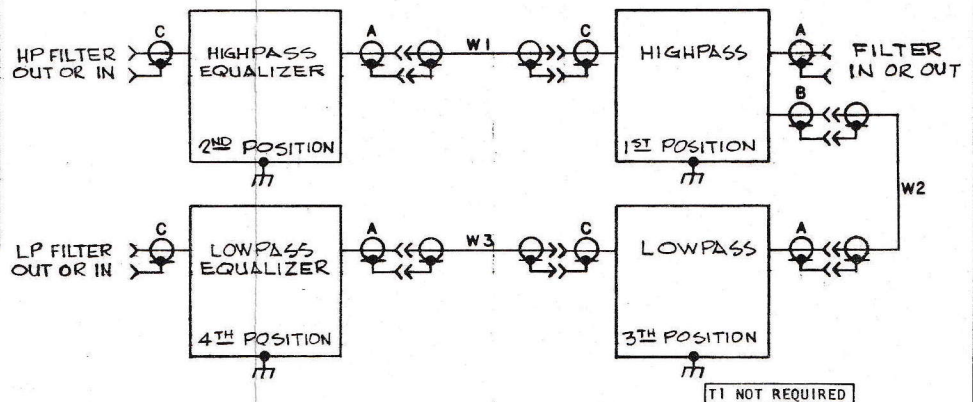 C
A
W1
C
A
HP FILTER
OUT OR IN
HIGHPASS
EQUALIZER
2ND POSITION
HIGHPASS
1ST POSITION
FILTER
IN OR OUT
B
W2
C
A
W3
C
A
LP FILTER
OUT OR IN
LOWPASS
EQUALIZER
4TH POSITION
LOWPASS
3TH POSITION
T1 NOT REQUIRED